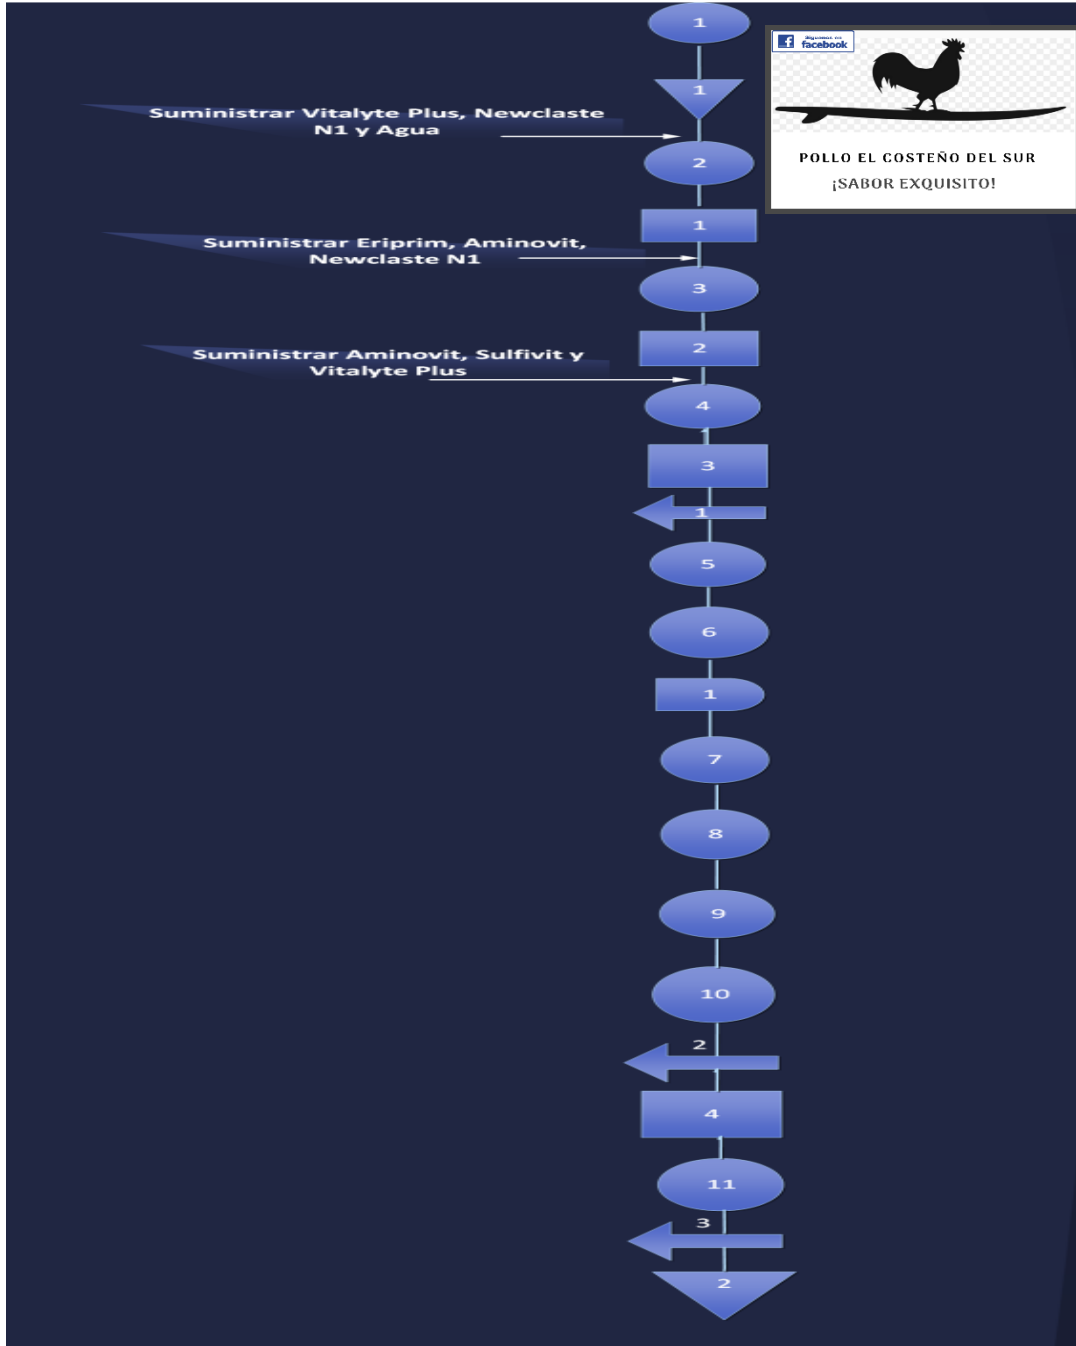 1
Síguenos en
facebook
POLLO EL COSTEÑO DEL SUR
¡SABOR EXQUISITO!
1
Suministrar Vitalyte Plus, Newclaste
N1 y Agua
2
1
Suministrar Eriprim, Aminovit,
Newclaste N1
3
2
Suministrar Aminovit, Sulfivit y
Vitalyte Plus
4
3
1
5
6
1
7
8
9
10
2
4
11
3
2